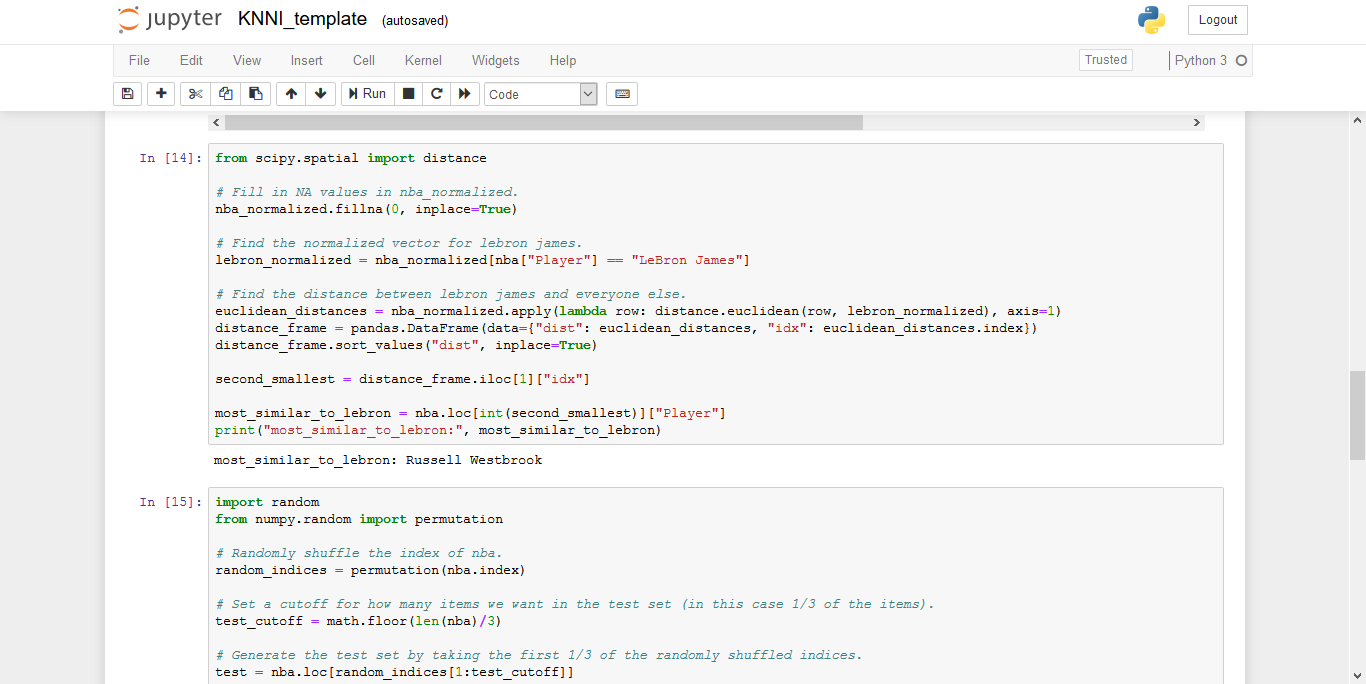 jupyter KNNI_template (autosaved) Logout
File Edit View Insert Cell Kernel Widgets Help Trusted Python 3
Run Code
In [14]: from scipy.spatial import distance
# Fill in NA values in nba_normalized.
nba_normalized.fillna(0, inplace=True)
# Find the normalized vector for lebron james.
lebron_normalized = nba_normalized[nba["Player"] == "LeBron James"]
# Find the distance between lebron james and everyone else.
euclidean_distances = nba_normalized.apply(lambda row: distance.euclidean(row, lebron_normalized), axis=1)
distance_frame = pandas.DataFrame(data={"dist": euclidean_distances, "idx": euclidean_distances.index})
distance_frame.sort_values("dist", inplace=True)
second_smallest = distance_frame.iloc[1]["idx"]
most_similar_to_lebron = nba.loc[int(second_smallest)]["Player"]
print("most_similar_to_lebron:", most_similar_to_lebron)
most_similar_to_lebron: Russell Westbrook
In [15]: import random
from numpy.random import permutation
# Randomly shuffle the index of nba.
random_indices = permutation(nba.index)
# Set a cutoff for how many items we want in the test set (in this case 1/3 of the items).
test_cutoff = math.floor(len(nba)/3)
# Generate the test set by taking the first 1/3 of the randomly shuffled indices.
test = nba.loc[random_indices[1:test_cutoff]]